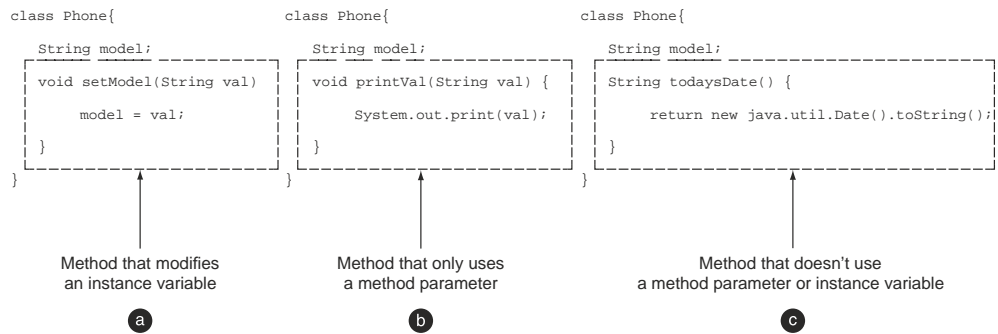 class Phone{
String model;
void setModel(String val)
model = val;
}
}
Method that modifies
an instance variable
a
class Phone{
String model;
void printVal(String val) {
System.out.print(val);
}
}
Method that only uses
a method parameter
b
class Phone{
String model;
String todaysDate() {
return new java.util.Date().toString();
}
}
Method that doesn't use
a method parameter or instance variable
c